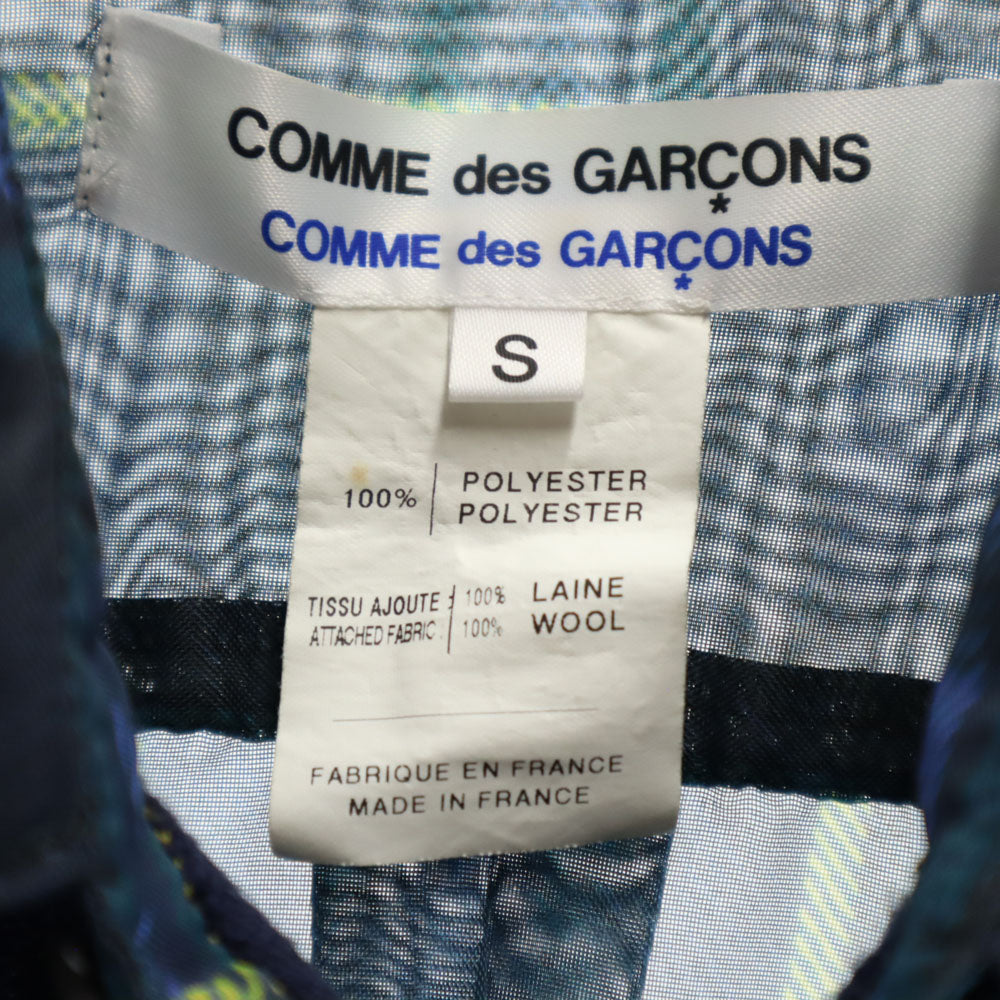 COMME des GARÇONS
*
COMME des GARÇONS
*
S
100% POLYESTER
POLYESTER
TISSU AJOUTE : 100% LAINE
ATTACHED FABRIC : 100% WOOL
FABRIQUE EN FRANCE
MADE IN FRANCE